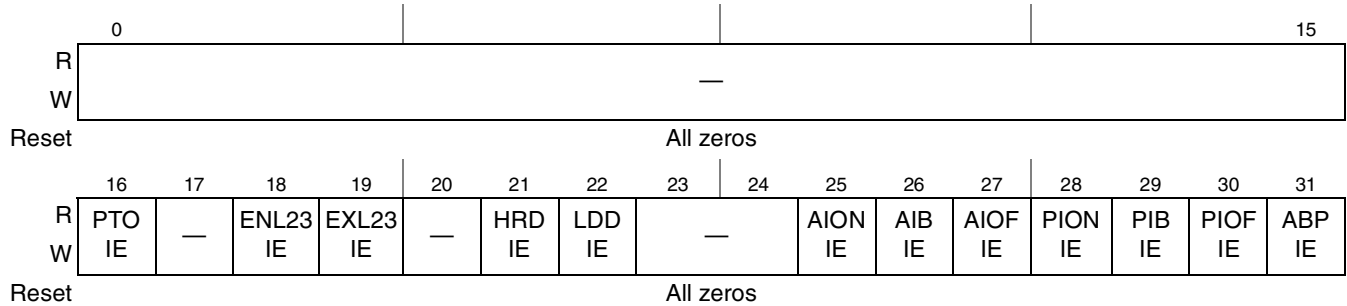 0 15
R
—
W
Reset All zeros
16 17 18 19 20 21 22 23 24 25 26 27 28 29 30 31
R PTO ENL23 EXL23 HRD LDD AION AIB AIOF PION PIB PIOF ABP
— — —
W IE IE IE IE IE IE IE IE IE IE IE IE
Reset All zeros